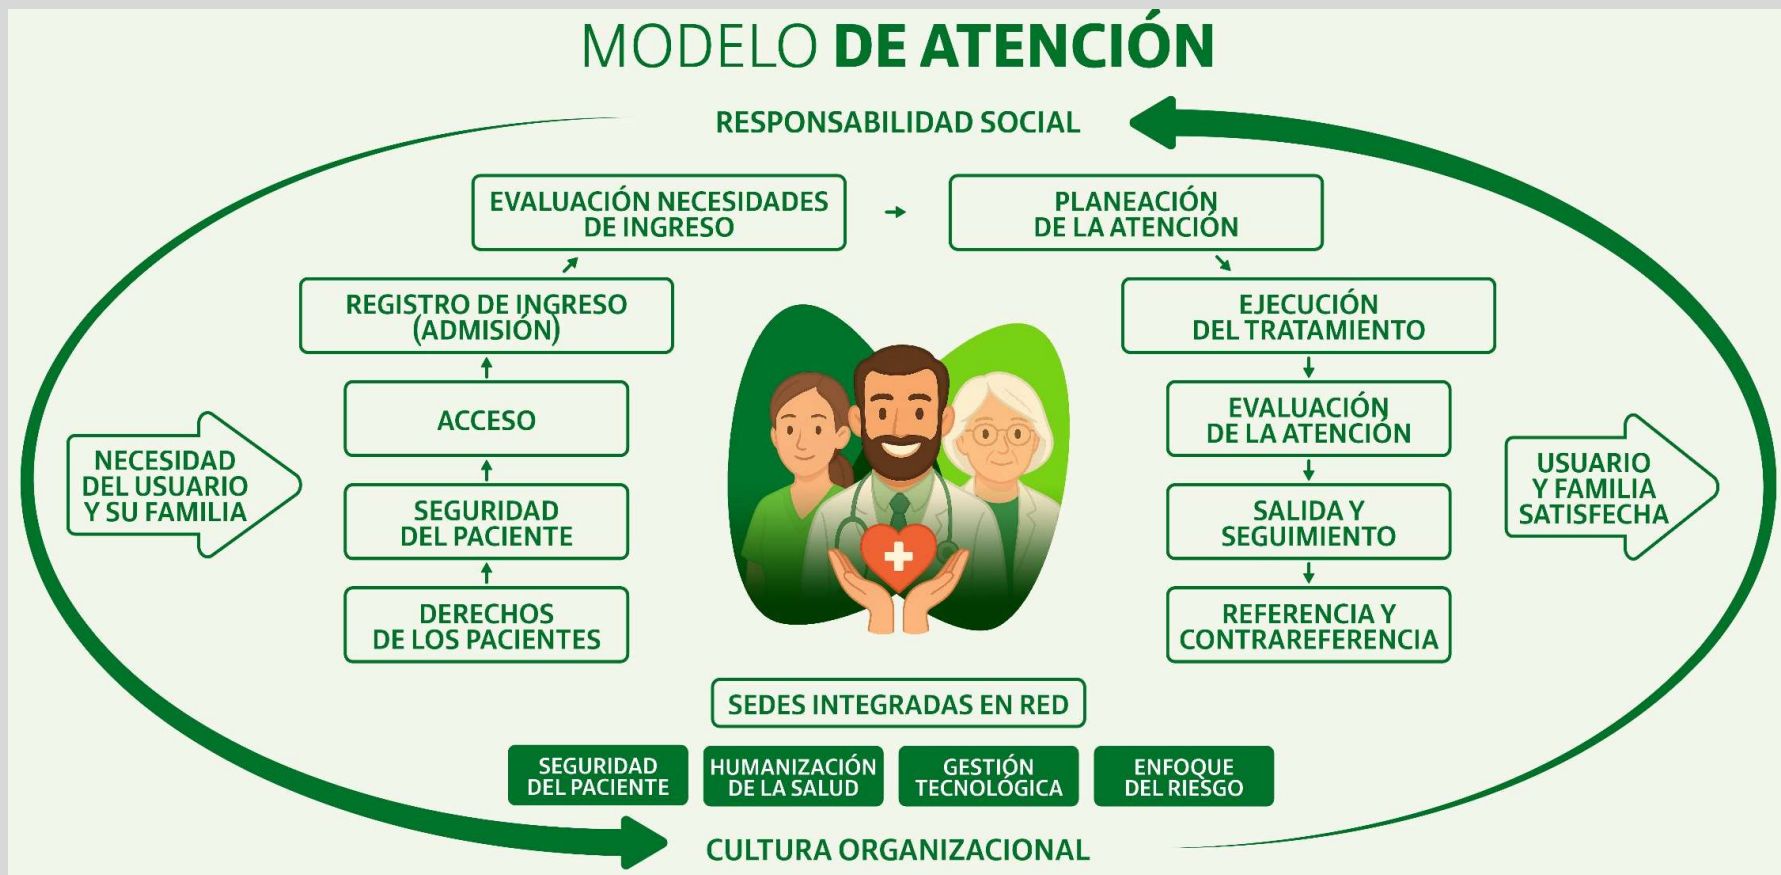 MODELO DE ATENCIÓN
RESPONSABILIDAD SOCIAL
EVALUACIÓN NECESIDADES
DE INGRESO
PLANEACIÓN
DE LA ATENCIÓN
REGISTRO DE INGRESO
(ADMISIÓN)
EJECUCIÓN
DEL TRATAMIENTO
ACCESO
EVALUACIÓN
DE LA ATENCIÓN
NECESIDAD
DEL USUARIO
Y SU FAMILIA
SEGURIDAD
DEL PACIENTE
SALIDA Y
SEGUIMIENTO
USUARIO
Y FAMILIA
SATISFECHA
DERECHOS
DE LOS PACIENTES
REFERENCIA Y
CONTRAREFERENCIA
SEDES INTEGRADAS EN RED
SEGURIDAD
DEL PACIENTE
HUMANIZACIÓN
DE LA SALUD
GESTIÓN
TECNOLÓGICA
ENFOQUE
DEL RIESGO
CULTURA ORGANIZACIONAL